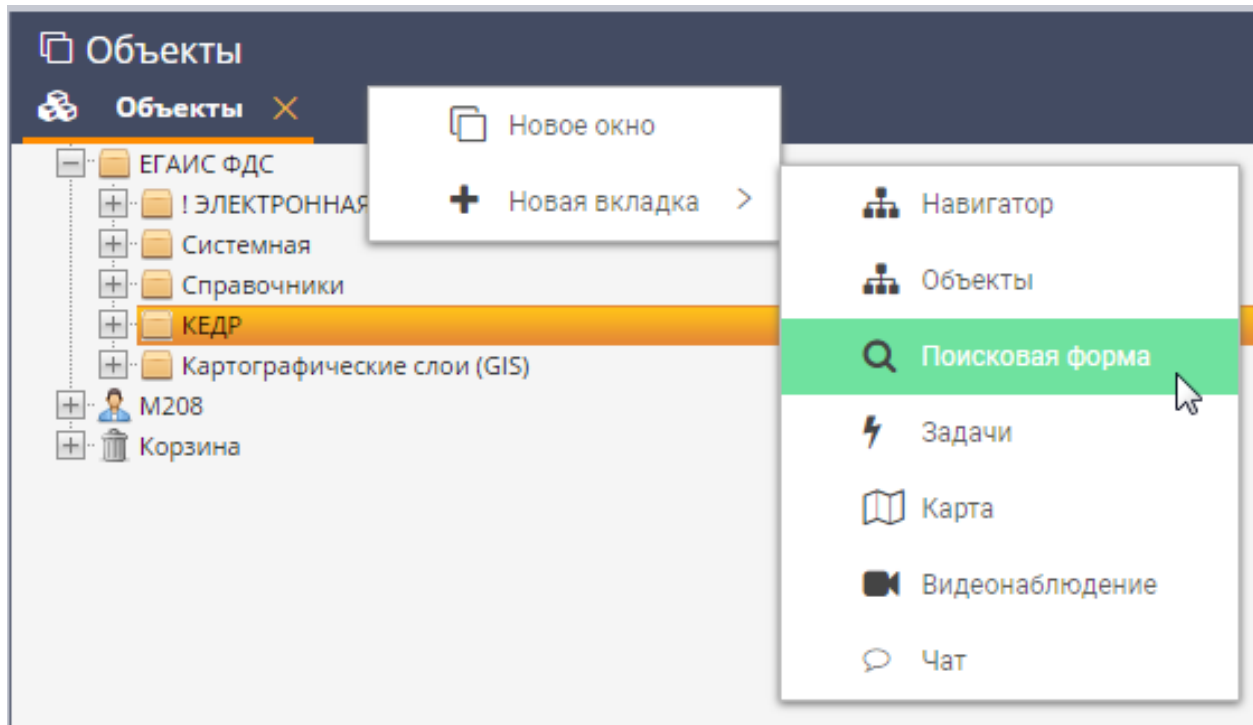 Объекты
Объекты
Новое окно
Новая вкладка
ЕГАИС ФДС
! ЭЛЕКТРОННАЯ
Системная
Справочники
КЕДР
Картографические слои (GIS)
М208
Корзина
Навигатор
Объекты
Поисковая форма
Задачи
Карта
Видеонаблюдение
Чат